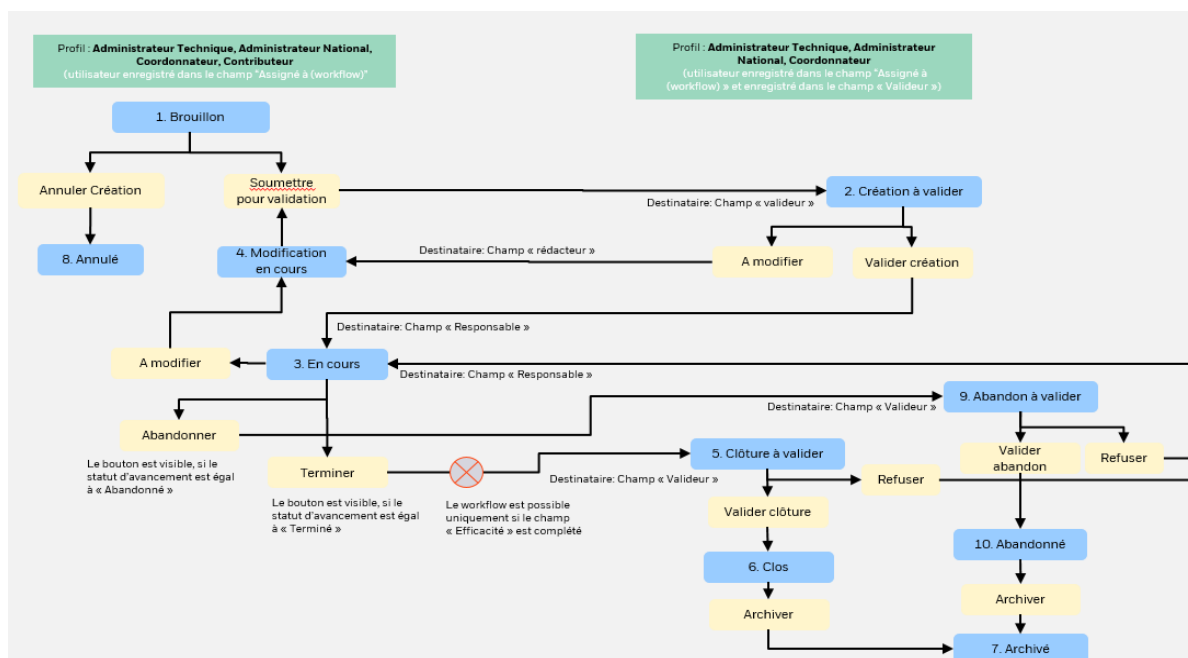 Profil : Administrateur Technique, Administrateur National,
Coordonnateur, Contributeur
(utilisateur enregistré dans le champ "Assigné à (workflow)"
Profil : Administrateur Technique, Administrateur
National, Coordonnateur
(utilisateur enregistré dans le champ "Assigné à
(workflow) » et enregistré dans le champ « Valideur »)
1. Brouillon
Annuler Création
Soumettre
pour validation
2. Création à valider
Destinataire: Champ « valideur »
8. Annulé
4. Modification
en cours
Destinataire: Champ « rédacteur »
A modifier
Valider création
Destinataire: Champ « Responsable »
A modifier
3. En cours
Destinataire: Champ « Responsable »
9. Abandon à valider
Destinataire: Champ « Valideur »
Abandonner
Le bouton est visible, si le
statut d'avancement est égal
à « Abandonné »
Terminer
Le bouton est visible, si le
statut d'avancement est égal
à « Terminé »
Le workflow est possible
uniquement si le champ
« Efficacité » est complété
5. Clôture à valider
Destinataire: Champ « Valideur »
Valider
abandon
Refuser
Refuser
Valider clôture
10. Abandonné
6. Clos
Archiver
Archiver
7. Archivé